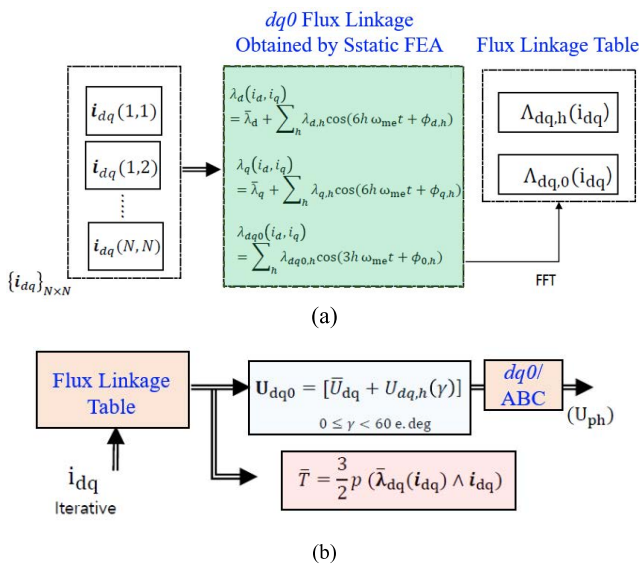 dq0 Flux Linkage
Obtained by Sstatic FEA
Flux Linkage Table
i_dq(1,1)
i_dq(1,2)
......
i_dq(N, N)
{i_dq}_N×N
λ_d(i_d, i_q)
= λ̄_d + ∑_h λ_d,h cos(6h ω_me t + ϕ_d,h)
λ_q(i_d, i_q)
= λ̄_q + ∑_h λ_q,h cos(6h ω_me t + ϕ_q,h)
λ_dq0(i_d, i_q)
= ∑_h λ_dq0,h cos(3h ω_me t + ϕ_0,h)
Λ_dq,h(i_dq)
Λ_dq,0(i_dq)
FFT
(a)
Flux Linkage
Table
i_dq
Iterative
U_dq0 = [Ū_dq + U_dq,h(γ)]
0 ≤ γ < 60 e.deg
dq0/
ABC
(U_ph)
T̄ = 3/2 p (λ̄_dq(i_dq) ∧ i_dq)
(b)